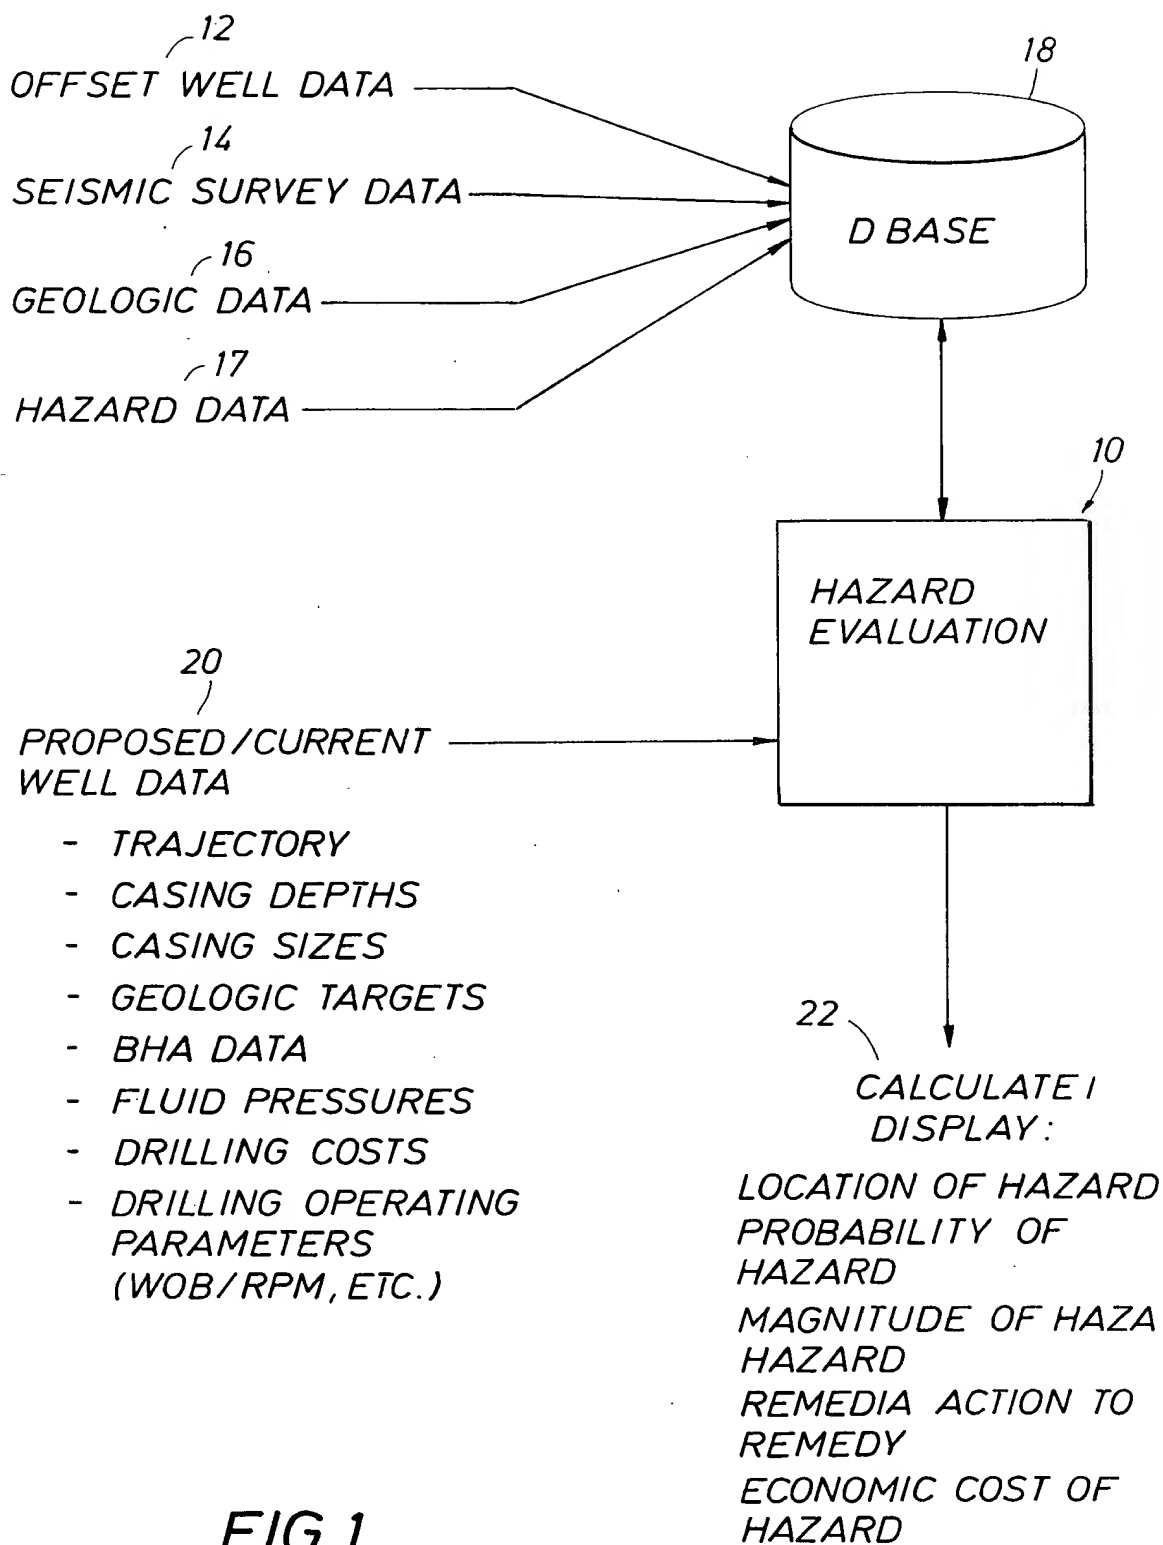 12
OFFSET WELL DATA
14
SEISMIC SURVEY DATA
16
GEOLOGIC DATA
17
HAZARD DATA
18
D BASE
10
HAZARD
EVALUATION
20
PROPOSED/CURRENT
WELL DATA
- TRAJECTORY
- CASING DEPTHS
- CASING SIZES
- GEOLOGIC TARGETS
- BHA DATA
- FLUID PRESSURES
- DRILLING COSTS
- DRILLING OPERATING
PARAMETERS
(WOB/RPM, ETC.)
22
CALCULATE I
DISPLAY:
LOCATION OF HAZARD
PROBABILITY OF
HAZARD
MAGNITUDE OF HAZA
HAZARD
REMEDIA ACTION TO
REMEDY
ECONOMIC COST OF
HAZARD
FIG.1